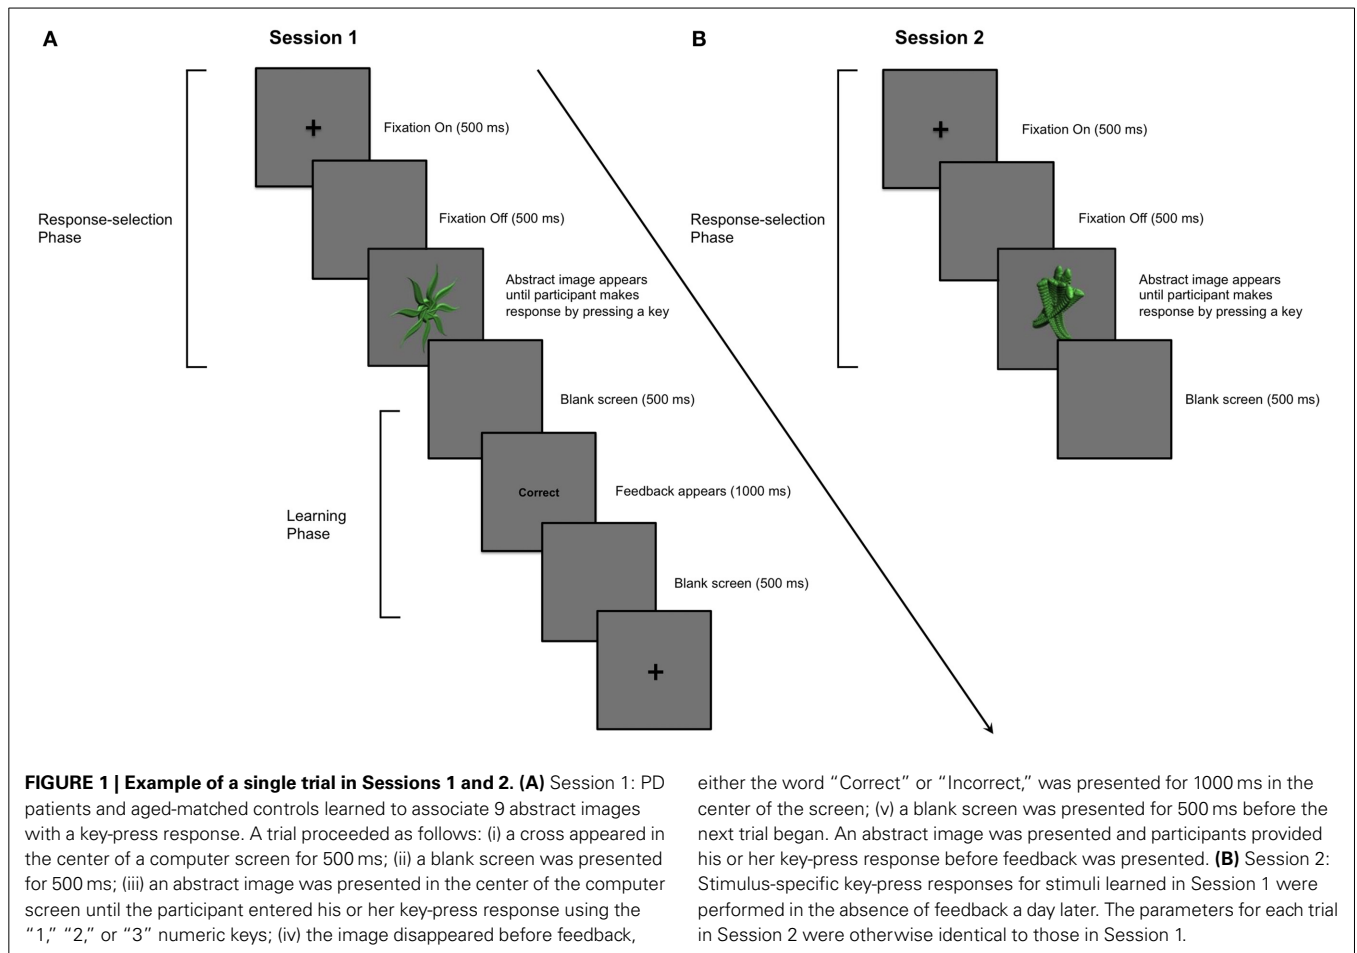 A
Session 1
Fixation On (500 ms)
Fixation Off (500 ms)
Response-selection
Phase
Abstract image appears
until participant makes
response by pressing a key
Blank screen (500 ms)
Correct
Feedback appears (1000 ms)
Learning
Phase
Blank screen (500 ms)
B
Session 2
Fixation On (500 ms)
Fixation Off (500 ms)
Response-selection
Phase
Abstract image appears
until participant makes
response by pressing a key
Blank screen (500 ms)
FIGURE 1 | Example of a single trial in Sessions 1 and 2. (A) Session 1: PD
patients and aged-matched controls learned to associate 9 abstract images
with a key-press response. A trial proceeded as follows: (i) a cross appeared in
the center of a computer screen for 500 ms; (ii) a blank screen was presented
for 500 ms; (iii) an abstract image was presented in the center of the computer
screen until the participant entered his or her key-press response using the
“1,” “2,” or “3” numeric keys; (iv) the image disappeared before feedback,
either the word “Correct” or “Incorrect,” was presented for 1000 ms in the
center of the screen; (v) a blank screen was presented for 500 ms before the
next trial began. An abstract image was presented and participants provided
his or her key-press response before feedback was presented. (B) Session 2:
Stimulus-specific key-press responses for stimuli learned in Session 1 were
performed in the absence of feedback a day later. The parameters for each trial
in Session 2 were otherwise identical to those in Session 1.